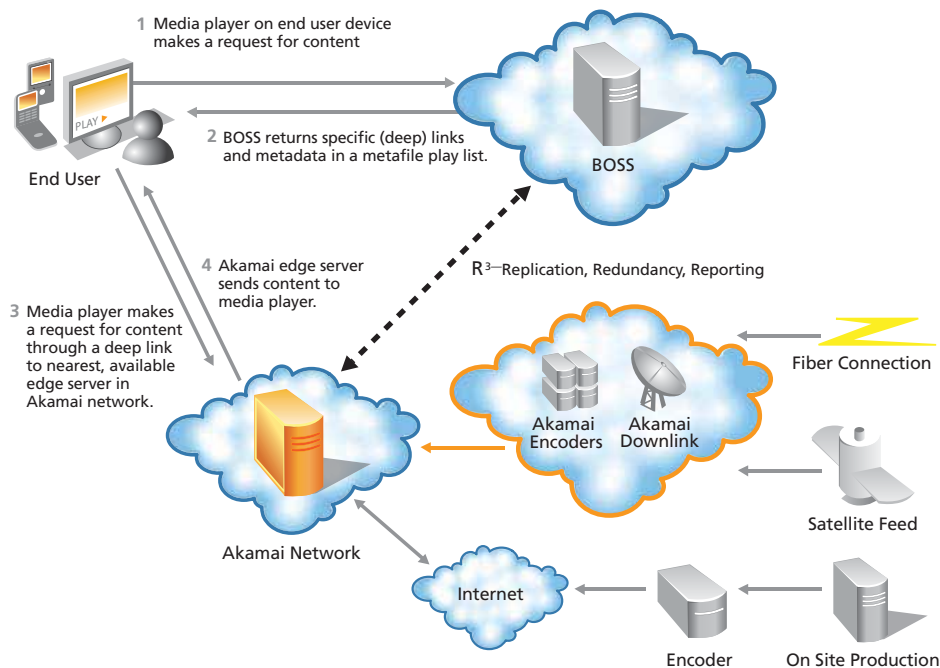 1 Media player on end user device
makes a request for content
PLAY
2 BOSS returns specific (deep) links
and metadata in a metafile play list.
BOSS
End User
4 Akamai edge server
sends content to
media player.
R³—Replication, Redundancy, Reporting
3 Media player makes
a request for content
through a deep link
to nearest, available
edge server in
Akamai network.
Akamai
Encoders
Akamai
Downlink
Fiber Connection
Satellite Feed
Akamai Network
Internet
Encoder
On Site Production